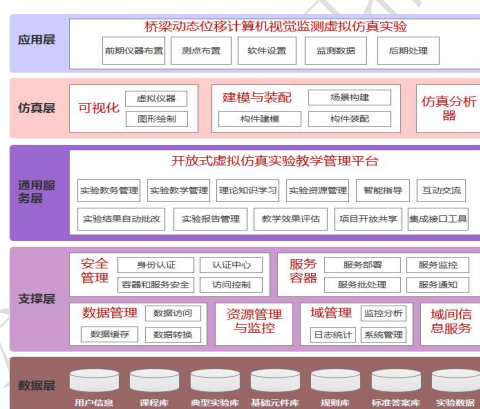 桥梁动态位移计算机视觉监测虚拟仿真实验
应用层
前期仪器布置 测点布置 软件设置 监测数据 后期处理
仿真层
可视化 虚拟仪器 图形绘制
建模与装配 场景构建 构件建模 构件装配
仿真分析器
开放式虚拟仿真实验教学管理平台
通用服务层
实验教务管理 实验教学管理 理论知识学习 实验资源管理 智能指导 互动交流
实验结果自动批改 实验报告管理 教学效果评估 项目开放共享 集成接口工具
支撑层
安全管理 身份认证 认证中心 容器和服务安全 访问控制
服务容器 服务部署 服务监控 服务批处理 服务通知
数据管理 数据访问 数据缓存 数据转换
资源管理与监控
域管理 监控分析 日志统计 系统管理
域间信息服务
数据层
用户信息 课程库 典型实验库 基础元件库 规则库 标准答案库 实验数据